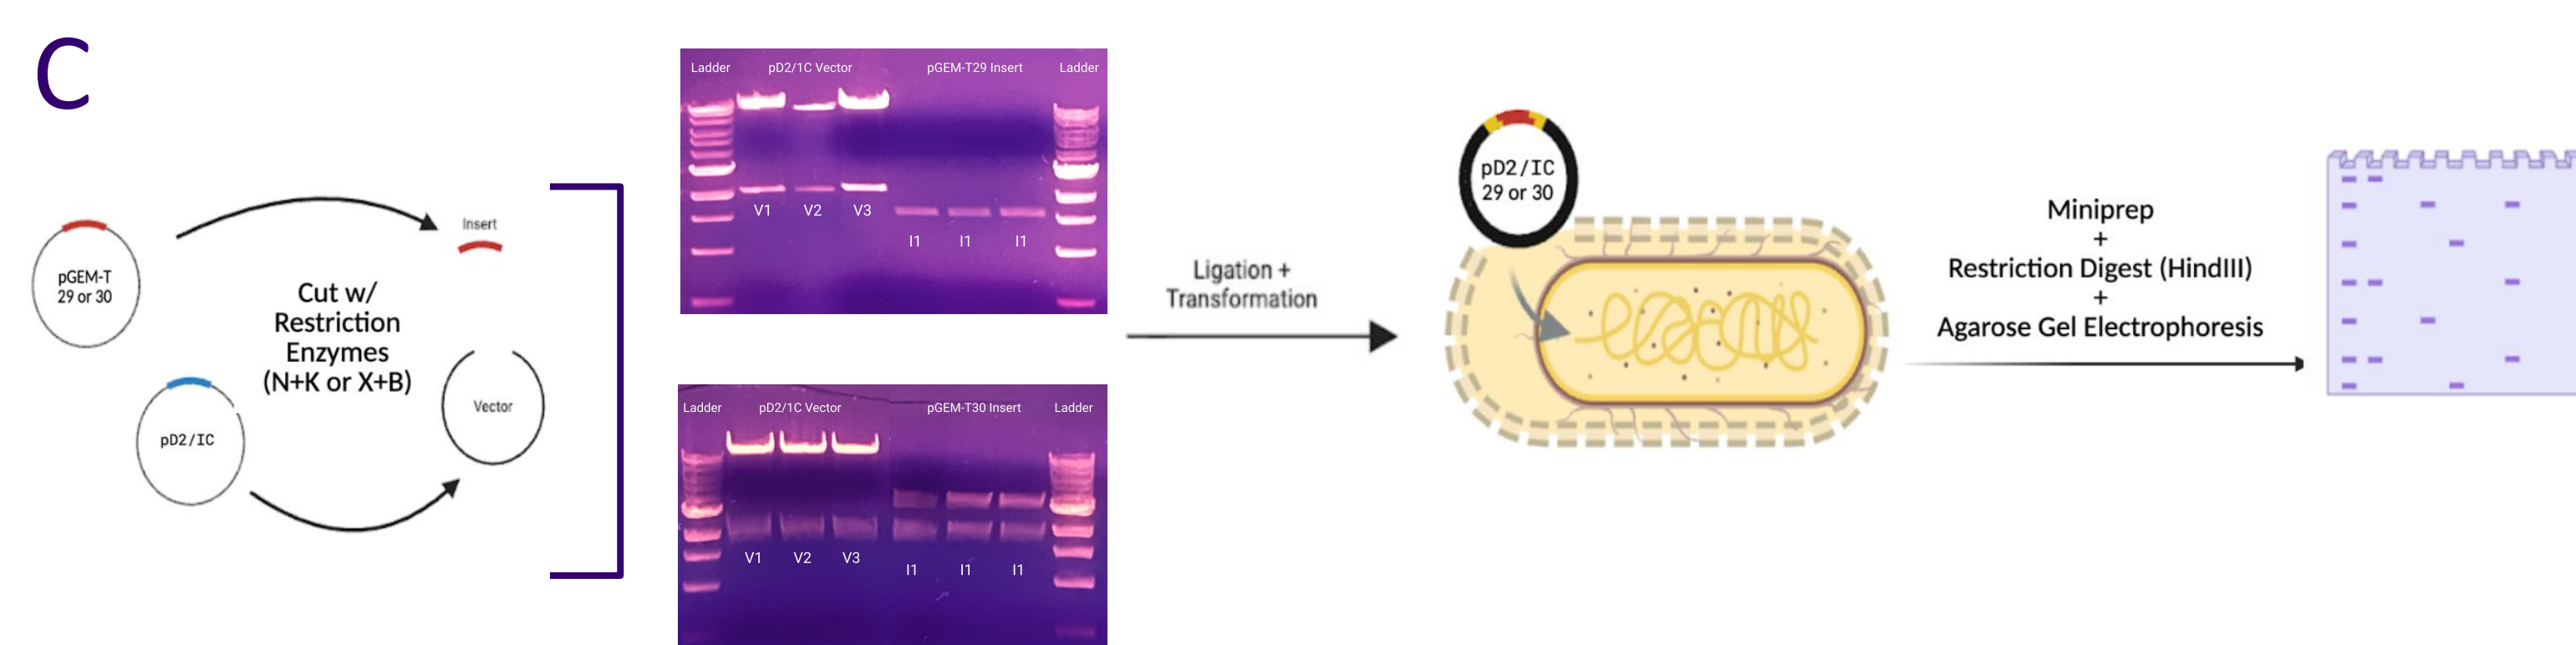 C
pGEM-T
29 or 30
Insert
Cut w/
Restriction
Enzymes
(N+K or X+B)
pD2/IC
Vector
Ladder pD2/1C Vector pGEM-T29 Insert Ladder
V1 V2 V3
I1 I1 I1
Ladder pD2/1C Vector pGEM-T30 Insert Ladder
V1 V2 V3
I1 I1 I1
Ligation +
Transformation
pD2/IC
29 or 30
Miniprep
+
Restriction Digest (HindIII)
+
Agarose Gel Electrophoresis